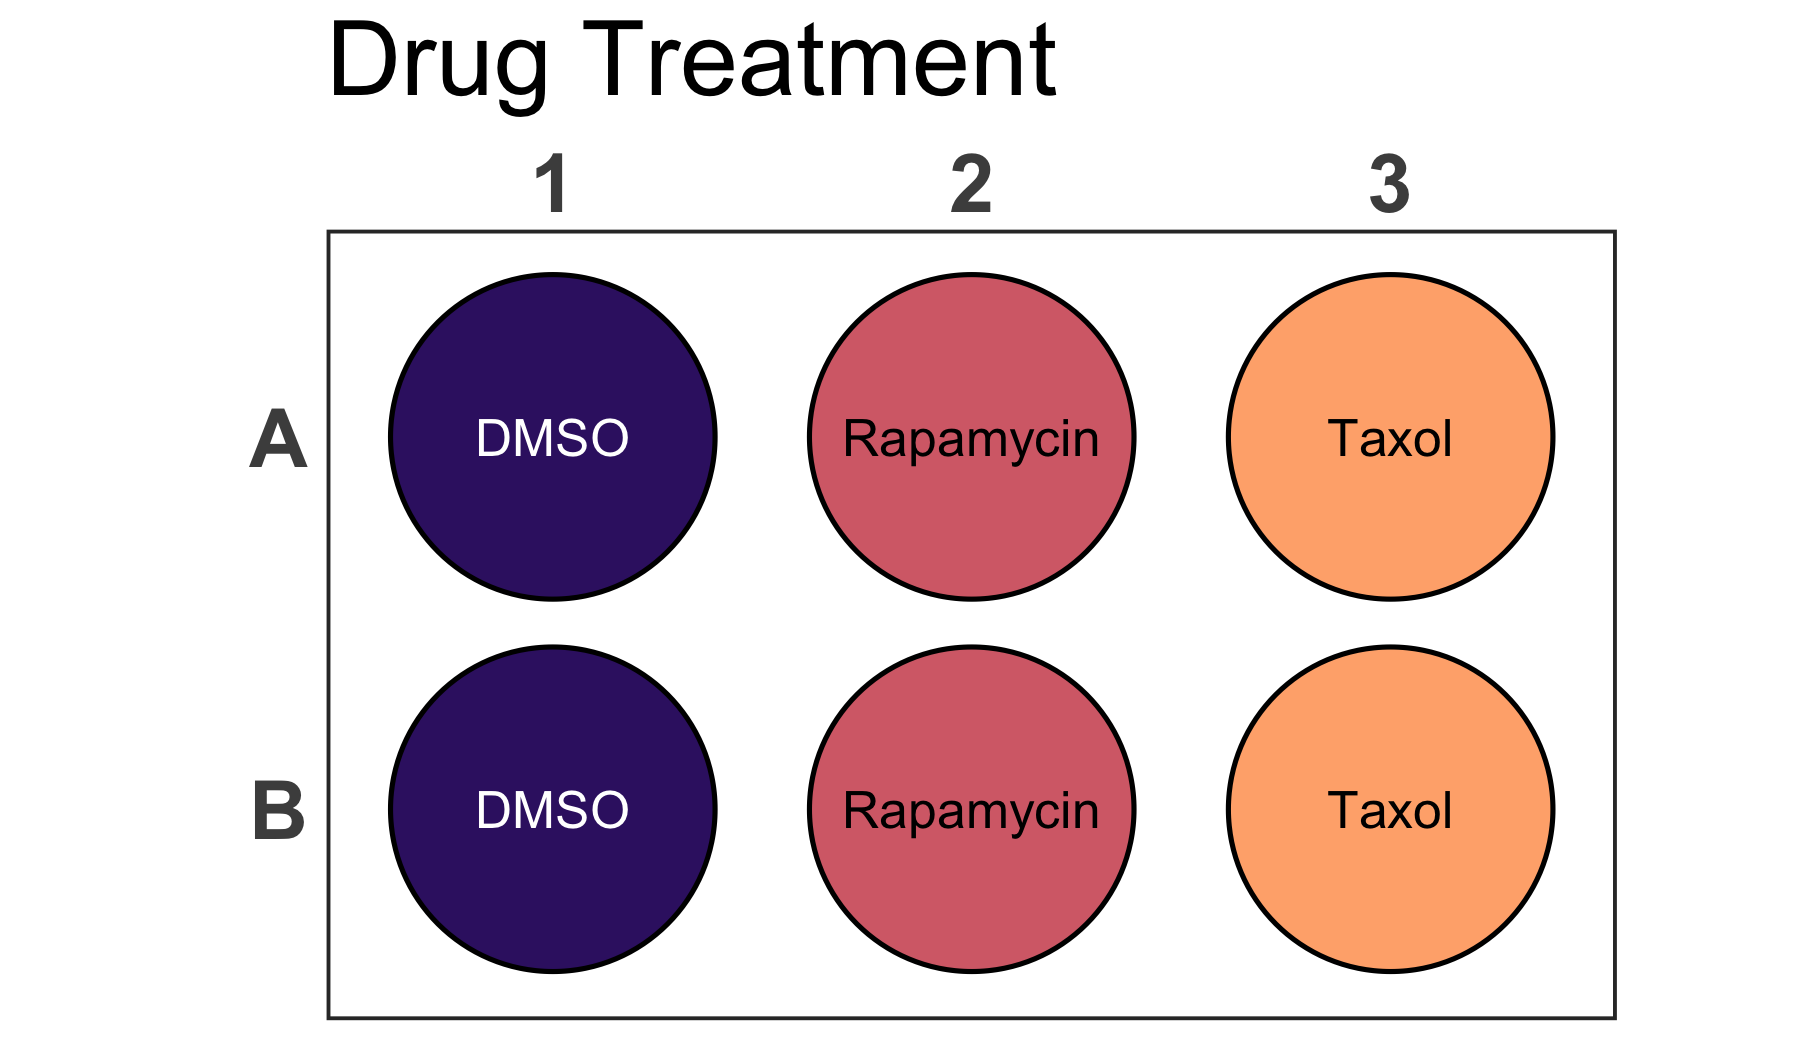 Drug Treatment
1 2 3
A DMSO Rapamycin Taxol
B DMSO Rapamycin Taxol